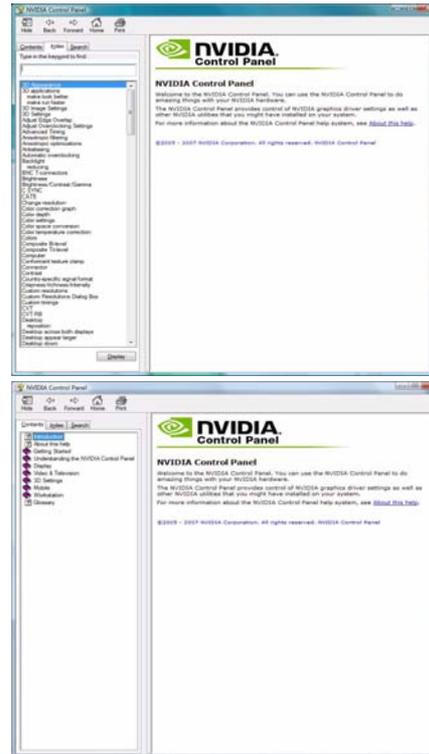 NVIDIA Control Panel
Hide Back Forward Home Print
Contents Index Search
Type in the keyword to find:
3D Appearance
3D applications
make look better
make run faster
3D Image Settings
3D Settings
Adjust Edge Overlap
Adjust Overclocking Settings
Advanced Timing
Anisotropic filtering
Anisotropic optimizations
Antialiasing
Automatic overclocking
Backlight
reducing
BNC T-connectors
Brightness
Brightness/Contrast/Gamma
C_SYNC
CAT5
Change resolution
Color correction graph
Color depth
Color settings
Color space conversion
Color temperature correction
Colors
Composite Bi-level
Composite Tri-level
Computer
Conformant texture clamp
Connector
Contrast
Country-specific signal format
Crispness/richness/intensity
Custom resolutions
Custom Resolutions Dialog Box
Custom timings
CVT
CVT-RB
Desktop
reposition
Desktop across both displays
Desktop appear larger
Desktop down
Display
NVIDIA.
Control Panel
NVIDIA Control Panel
Welcome to the NVIDIA Control Panel. You can use the NVIDIA Control Panel to do
amazing things with your NVIDIA hardware.
The NVIDIA Control Panel provides control of NVIDIA graphics driver settings as well as
other NVIDIA utilities that you might have installed on your system.
For more information about the NVIDIA Control Panel help system, see About this help.
©2005 - 2007 NVIDIA Corporation. All rights reserved. NVIDIA Control Panel
NVIDIA Control Panel
Hide Back Forward Home Print
Contents Index Search
Introduction
About this help
Getting Started
Understanding the NVIDIA Control Panel
Display
Video & Television
3D Settings
Mobile
Workstation
Glossary
NVIDIA.
Control Panel
NVIDIA Control Panel
Welcome to the NVIDIA Control Panel. You can use the NVIDIA Control Panel to do
amazing things with your NVIDIA hardware.
The NVIDIA Control Panel provides control of NVIDIA graphics driver settings as well as
other NVIDIA utilities that you might have installed on your system.
For more information about the NVIDIA Control Panel help system, see About this help.
©2005 - 2007 NVIDIA Corporation. All rights reserved. NVIDIA Control Panel